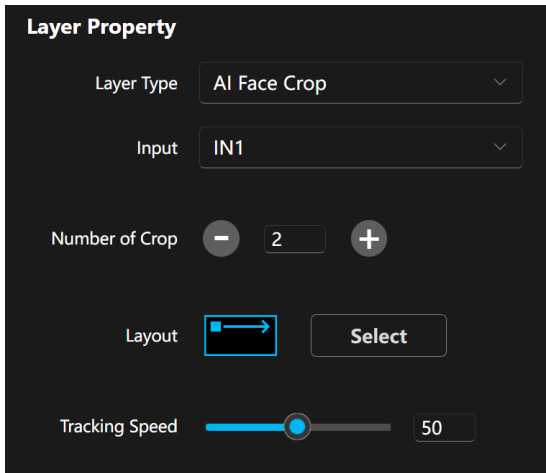 Layer Property
Layer Type AI Face Crop
Input IN1
Number of Crop 2
Layout Select
Tracking Speed 50